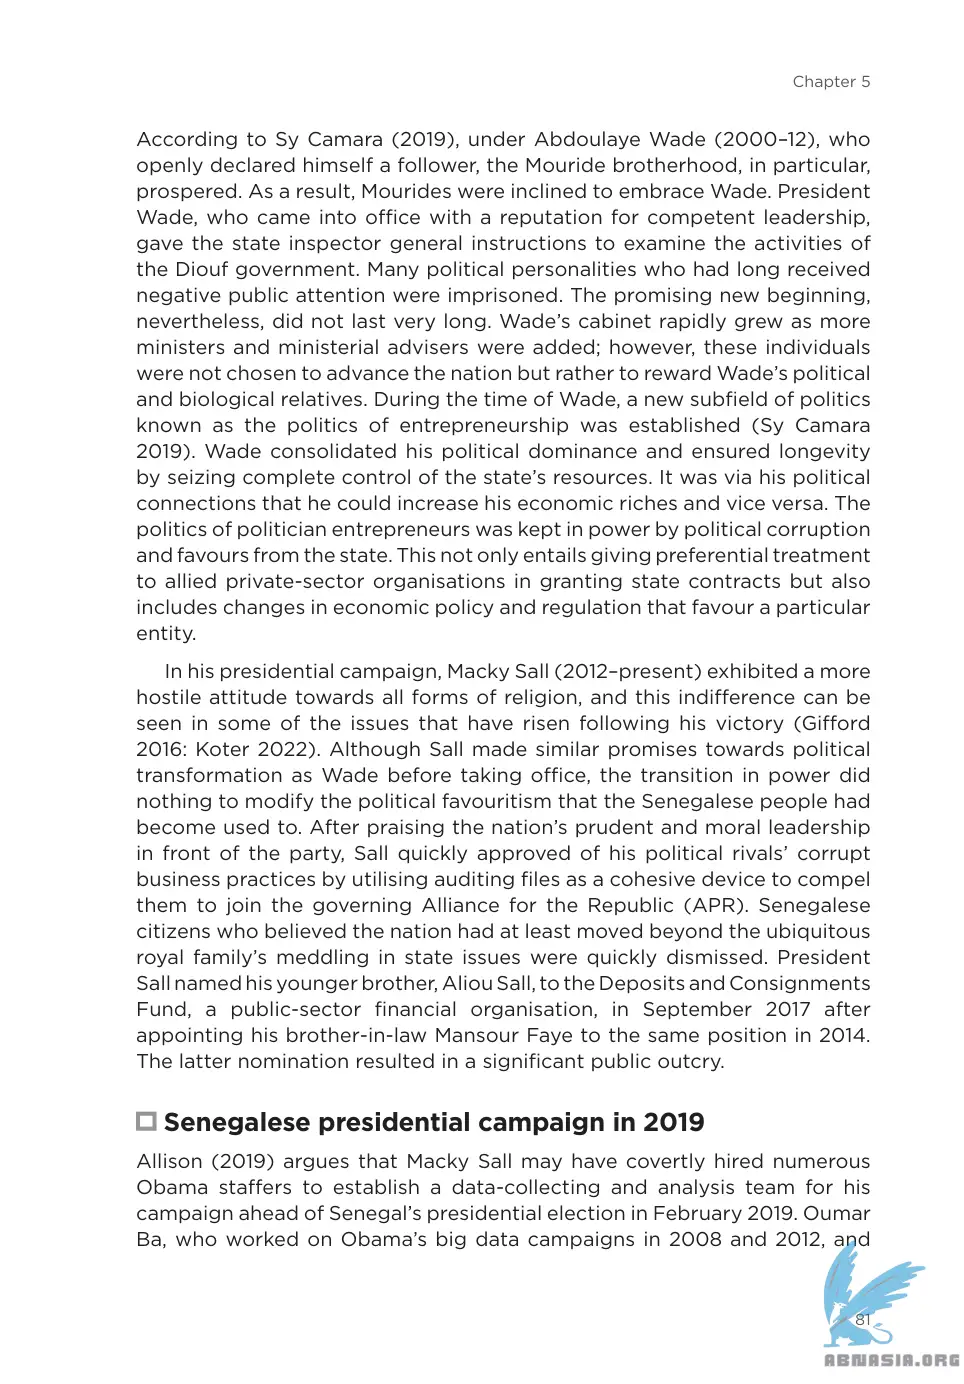 Chapter 5
According to Sy Camara (2019), under Abdoulaye Wade (2000–12), who
openly declared himself a follower, the Mouride brotherhood, in particular,
prospered. As a result, Mourides were inclined to embrace Wade. President
Wade, who came into office with a reputation for competent leadership,
gave the state inspector general instructions to examine the activities of
the Diouf government. Many political personalities who had long received
negative public attention were imprisoned. The promising new beginning,
nevertheless, did not last very long. Wade’s cabinet rapidly grew as more
ministers and ministerial advisers were added; however, these individuals
were not chosen to advance the nation but rather to reward Wade’s political
and biological relatives. During the time of Wade, a new subfield of politics
known as the politics of entrepreneurship was established (Sy Camara
2019). Wade consolidated his political dominance and ensured longevity
by seizing complete control of the state’s resources. It was via his political
connections that he could increase his economic riches and vice versa. The
politics of politician entrepreneurs was kept in power by political corruption
and favours from the state. This not only entails giving preferential treatment
to allied private-sector organisations in granting state contracts but also
includes changes in economic policy and regulation that favour a particular
entity.
In his presidential campaign, Macky Sall (2012–present) exhibited a more
hostile attitude towards all forms of religion, and this indifference can be
seen in some of the issues that have risen following his victory (Gifford
2016: Koter 2022). Although Sall made similar promises towards political
transformation as Wade before taking office, the transition in power did
nothing to modify the political favouritism that the Senegalese people had
become used to. After praising the nation’s prudent and moral leadership
in front of the party, Sall quickly approved of his political rivals’ corrupt
business practices by utilising auditing files as a cohesive device to compel
them to join the governing Alliance for the Republic (APR). Senegalese
citizens who believed the nation had at least moved beyond the ubiquitous
royal family’s meddling in state issues were quickly dismissed. President
Sall named his younger brother, Aliou Sall, to the Deposits and Consignments
Fund, a public-sector financial organisation, in September 2017 after
appointing his brother-in-law Mansour Faye to the same position in 2014.
The latter nomination resulted in a significant public outcry.
Senegalese presidential campaign in 2019
Allison (2019) argues that Macky Sall may have covertly hired numerous
Obama staffers to establish a data-collecting and analysis team for his
campaign ahead of Senegal’s presidential election in February 2019. Oumar
Ba, who worked on Obama’s big data campaigns in 2008 and 2012, and
81
ABNASIA.ORG